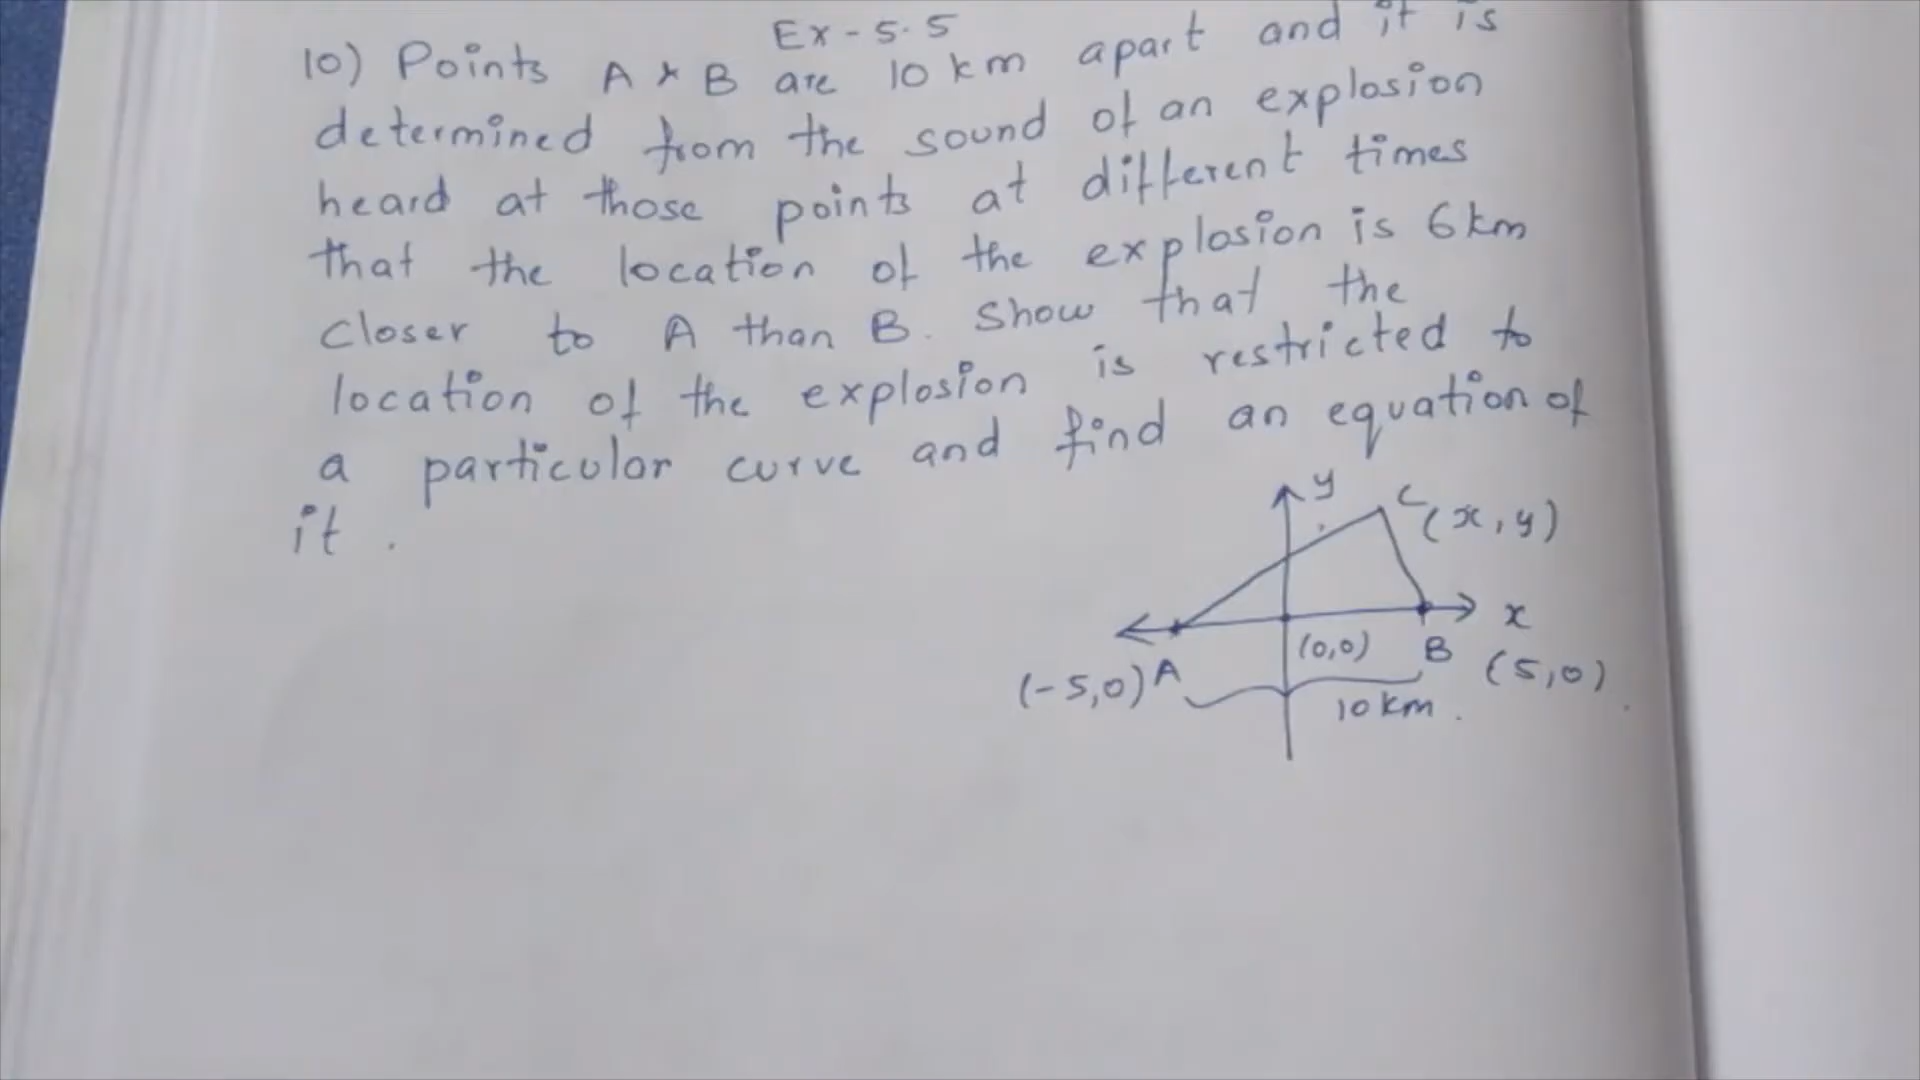 Ex - 5.5
10) Points A & B are 10 km apart and it is
determined from the sound of an explosion
heard at those points at different times
that the location of the explosion is 6 km
closer to A than B. Show that the
location of the explosion is restricted to
a particular curve and find an equation of
it.
y
C (x, y)
x
(0,0)
B (5,0)
(-5,0) A
10 km.